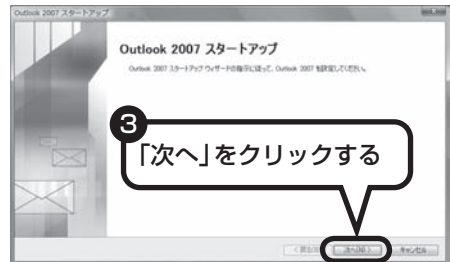 Outlook 2007 スタートアップ
Outlook 2007 スタートアップ
Outlook 2007 スタートアップ ウィザードの指示に従って、Outlook 2007 を設定してください。
3
「次へ」をクリックする
次へ(N) >
キャンセル